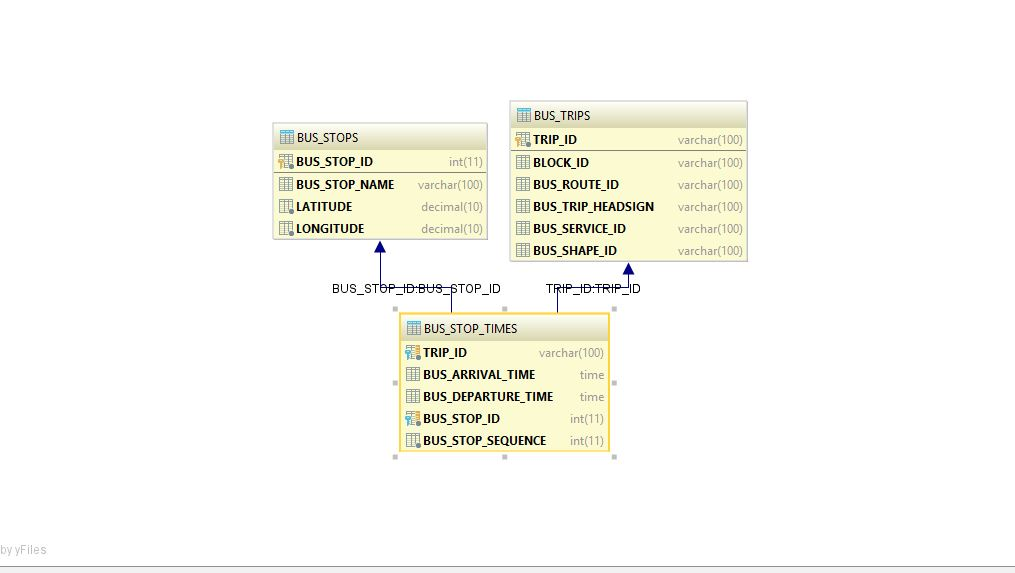 BUS_STOPS
BUS_STOP_ID int(11)
BUS_STOP_NAME varchar(100)
LATITUDE decimal(10)
LONGITUDE decimal(10)
BUS_TRIPS
TRIP_ID varchar(100)
BLOCK_ID varchar(100)
BUS_ROUTE_ID varchar(100)
BUS_TRIP_HEADSIGN varchar(100)
BUS_SERVICE_ID varchar(100)
BUS_SHAPE_ID varchar(100)
BUS_STOP_ID:BUS_STOP_ID
TRIP_ID:TRIP_ID
BUS_STOP_TIMES
TRIP_ID varchar(100)
BUS_ARRIVAL_TIME time
BUS_DEPARTURE_TIME time
BUS_STOP_ID int(11)
BUS_STOP_SEQUENCE int(11)
by yFiles